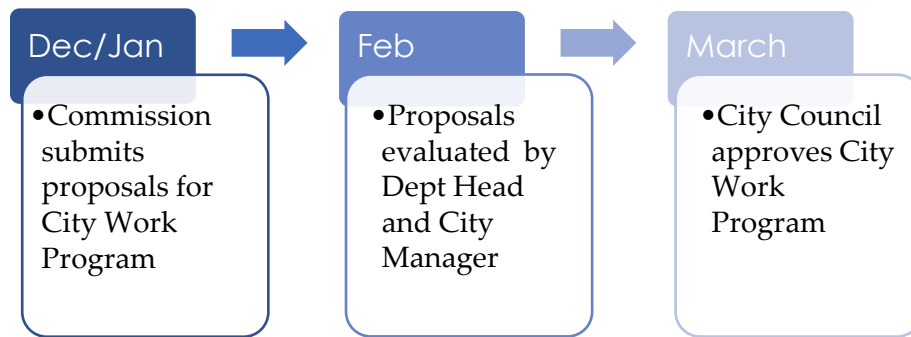 Dec/Jan
•Commission
submits
proposals for
City Work
Program
Feb
•Proposals
evaluated by
Dept Head
and City
Manager
March
•City Council
approves City
Work
Program